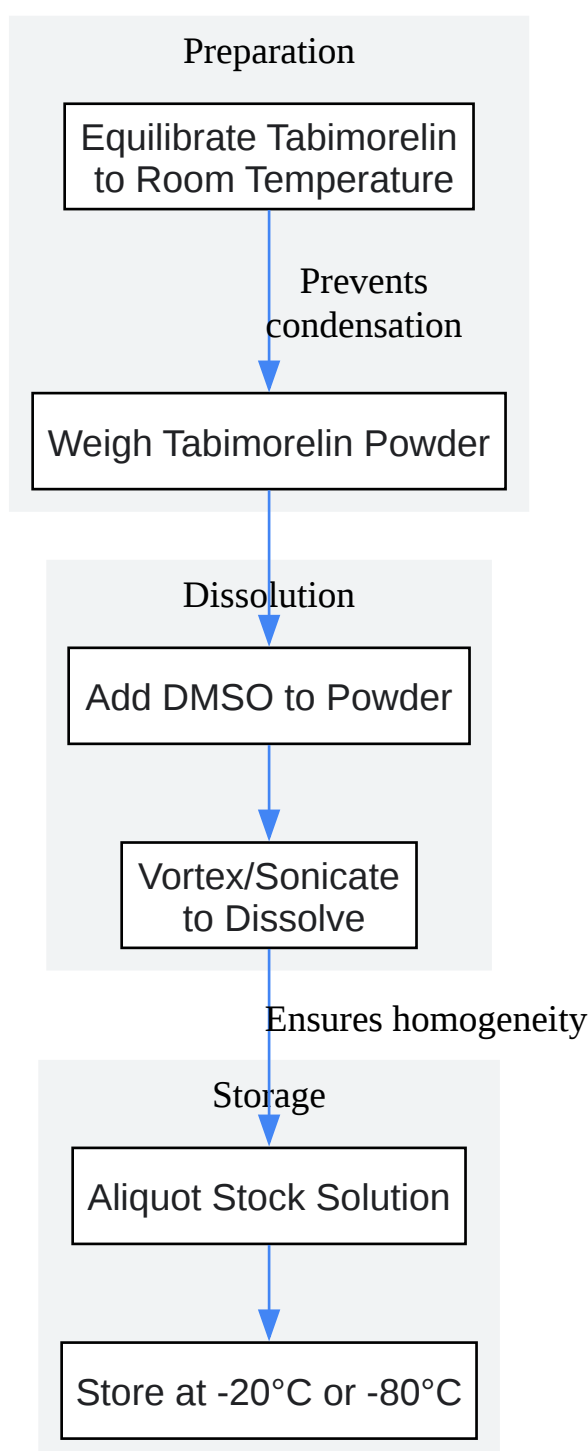 Preparation
Equilibrate Tabimorelin
to Room Temperature
Prevents
condensation
Weigh Tabimorelin Powder
Dissolution
Add DMSO to Powder
Vortex/Sonicate
to Dissolve
Ensures homogeneity
Storage
Aliquot Stock Solution
Store at -20°C or -80°C